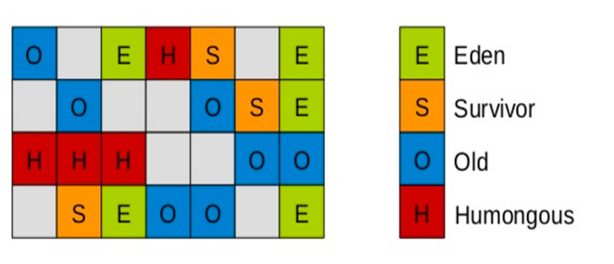 O E H S E
O O S E
H H H O O
S E O O E
E Eden
S Survivor
O Old
H Humongous